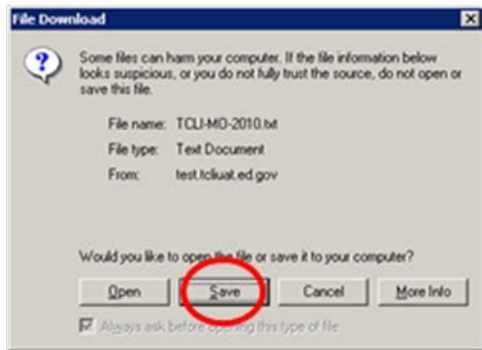 File Download
Some files can harm your computer. If the file information below
looks suspicious, or you do not fully trust the source, do not open or
save this file.
File name: TCLI-MO-2010.txt
File type: Text Document
From: test.tcliuat.ed.gov
Would you like to open the file or save it to your computer?
Open Save Cancel More Info
Always ask before opening this type of file